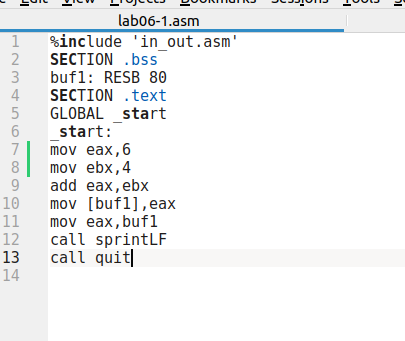 Edit View Projects Bookmarks Sessions Tools S
lab06-1.asm
1 %include 'in_out.asm'
2 SECTION .bss
3 buf1: RESB 80
4 SECTION .text
5 GLOBAL _start
6 _start:
7 mov eax,6
8 mov ebx,4
9 add eax,ebx
10 mov [buf1],eax
11 mov eax,buf1
12 call sprintLF
13 call quit
14